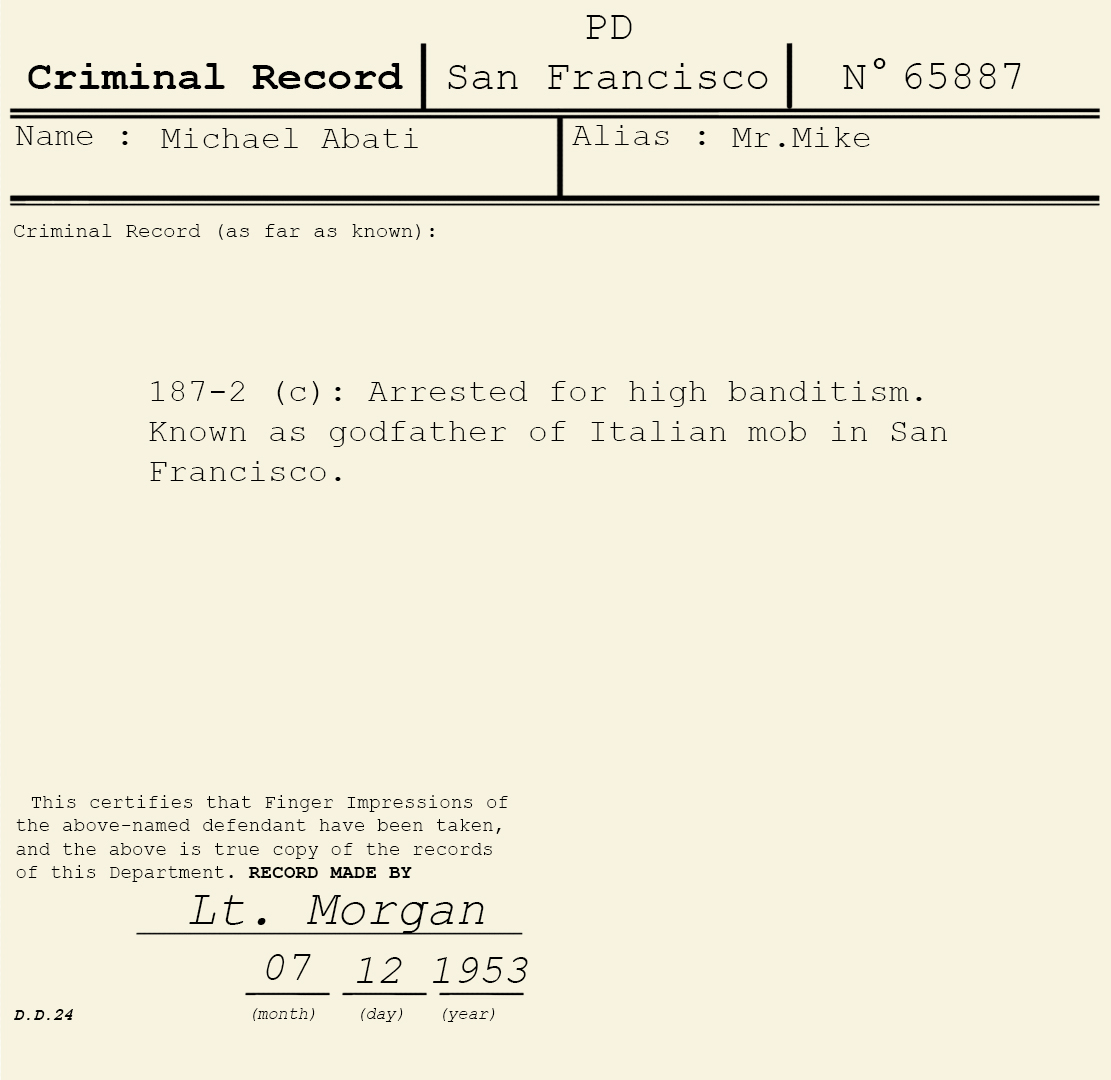 PD
Criminal Record San Francisco N° 65887
Name : Michael Abati Alias : Mr.Mike
Criminal Record (as far as known):
187-2 (c): Arrested for high banditism.
Known as godfather of Italian mob in San
Francisco.
This certifies that Finger Impressions of
the above-named defendant have been taken,
and the above is true copy of the records
of this Department. RECORD MADE BY
Lt. Morgan
07 12 1953
D.D.24 (month) (day) (year)